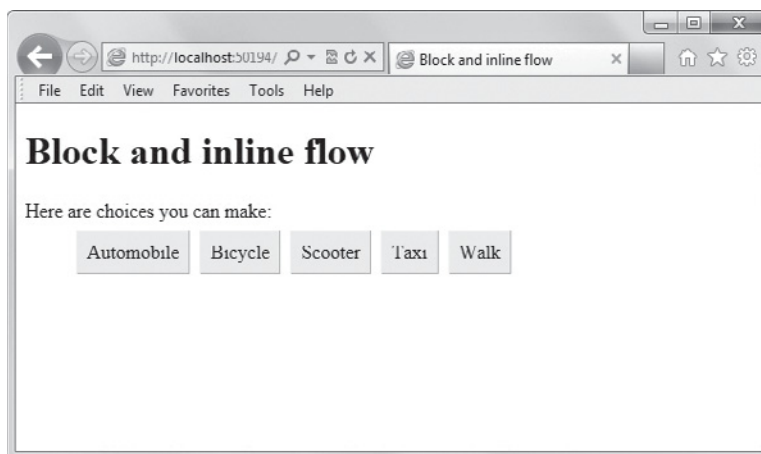 http://localhost:50194/
Block and inline flow
File Edit View Favorites Tools Help
Block and inline flow
Here are choices you can make:
Automobile Bicycle Scooter Taxi Walk